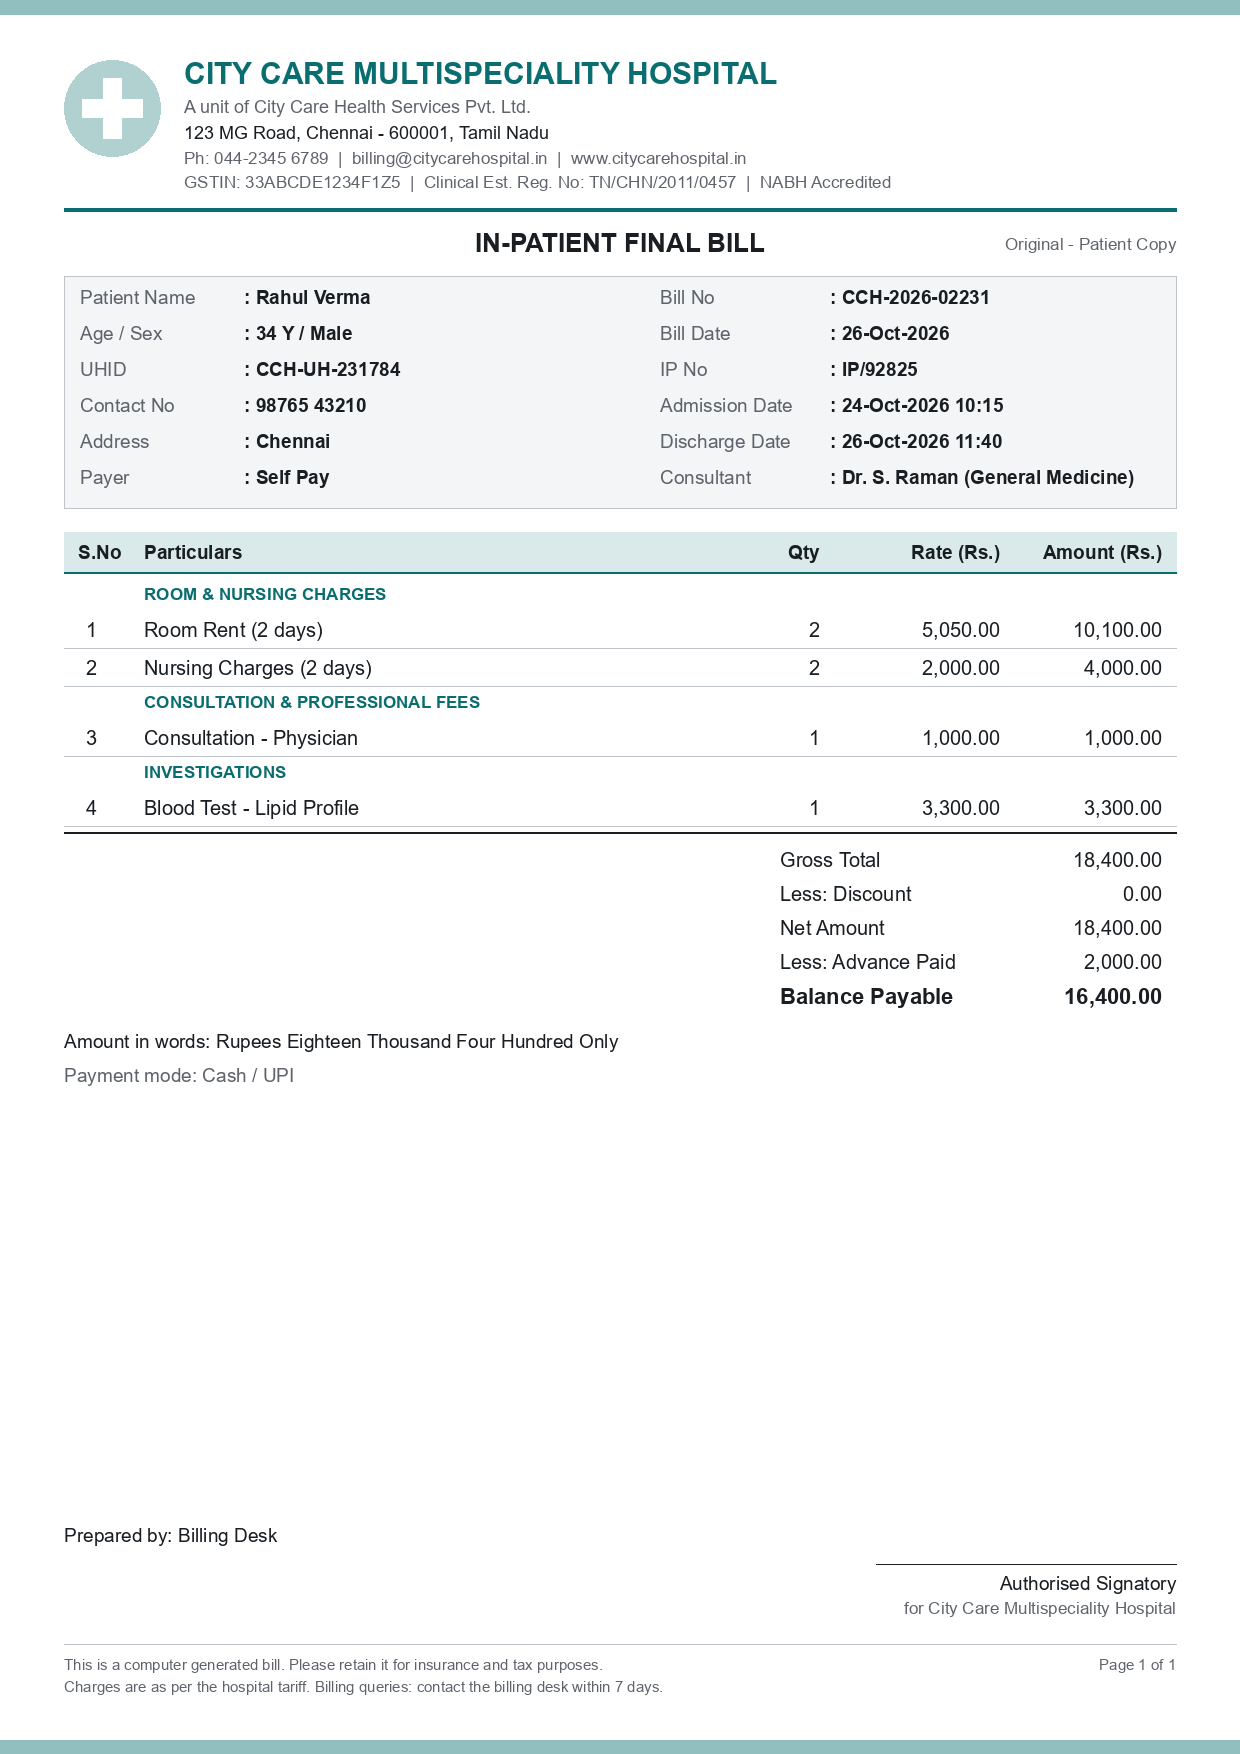 CITY CARE MULTISPECIALITY HOSPITAL
A unit of City Care Health Services Pvt. Ltd.
123 MG Road, Chennai - 600001, Tamil Nadu
Ph: 044-2345 6789 | billing@citycarehospital.in | www.citycarehospital.in
GSTIN: 33ABCDE1234F1Z5 | Clinical Est. Reg. No: TN/CHN/2011/0457 | NABH Accredited
IN-PATIENT FINAL BILL Original - Patient Copy
Patient Name : Rahul Verma Bill No : CCH-2026-02231
Age / Sex : 34 Y / Male Bill Date : 26-Oct-2026
UHID : CCH-UH-231784 IP No : IP/92825
Contact No : 98765 43210 Admission Date : 24-Oct-2026 10:15
Address : Chennai Discharge Date : 26-Oct-2026 11:40
Payer : Self Pay Consultant : Dr. S. Raman (General Medicine)
S.No Particulars Qty Rate (Rs.) Amount (Rs.)
ROOM & NURSING CHARGES
1 Room Rent (2 days) 2 5,050.00 10,100.00
2 Nursing Charges (2 days) 2 2,000.00 4,000.00
CONSULTATION & PROFESSIONAL FEES
3 Consultation - Physician 1 1,000.00 1,000.00
INVESTIGATIONS
4 Blood Test - Lipid Profile 1 3,300.00 3,300.00
Gross Total 18,400.00
Less: Discount 0.00
Net Amount 18,400.00
Less: Advance Paid 2,000.00
Balance Payable 16,400.00
Amount in words: Rupees Eighteen Thousand Four Hundred Only
Payment mode: Cash / UPI
Prepared by: Billing Desk
Authorised Signatory
for City Care Multispeciality Hospital
This is a computer generated bill. Please retain it for insurance and tax purposes. Page 1 of 1
Charges are as per the hospital tariff. Billing queries: contact the billing desk within 7 days.